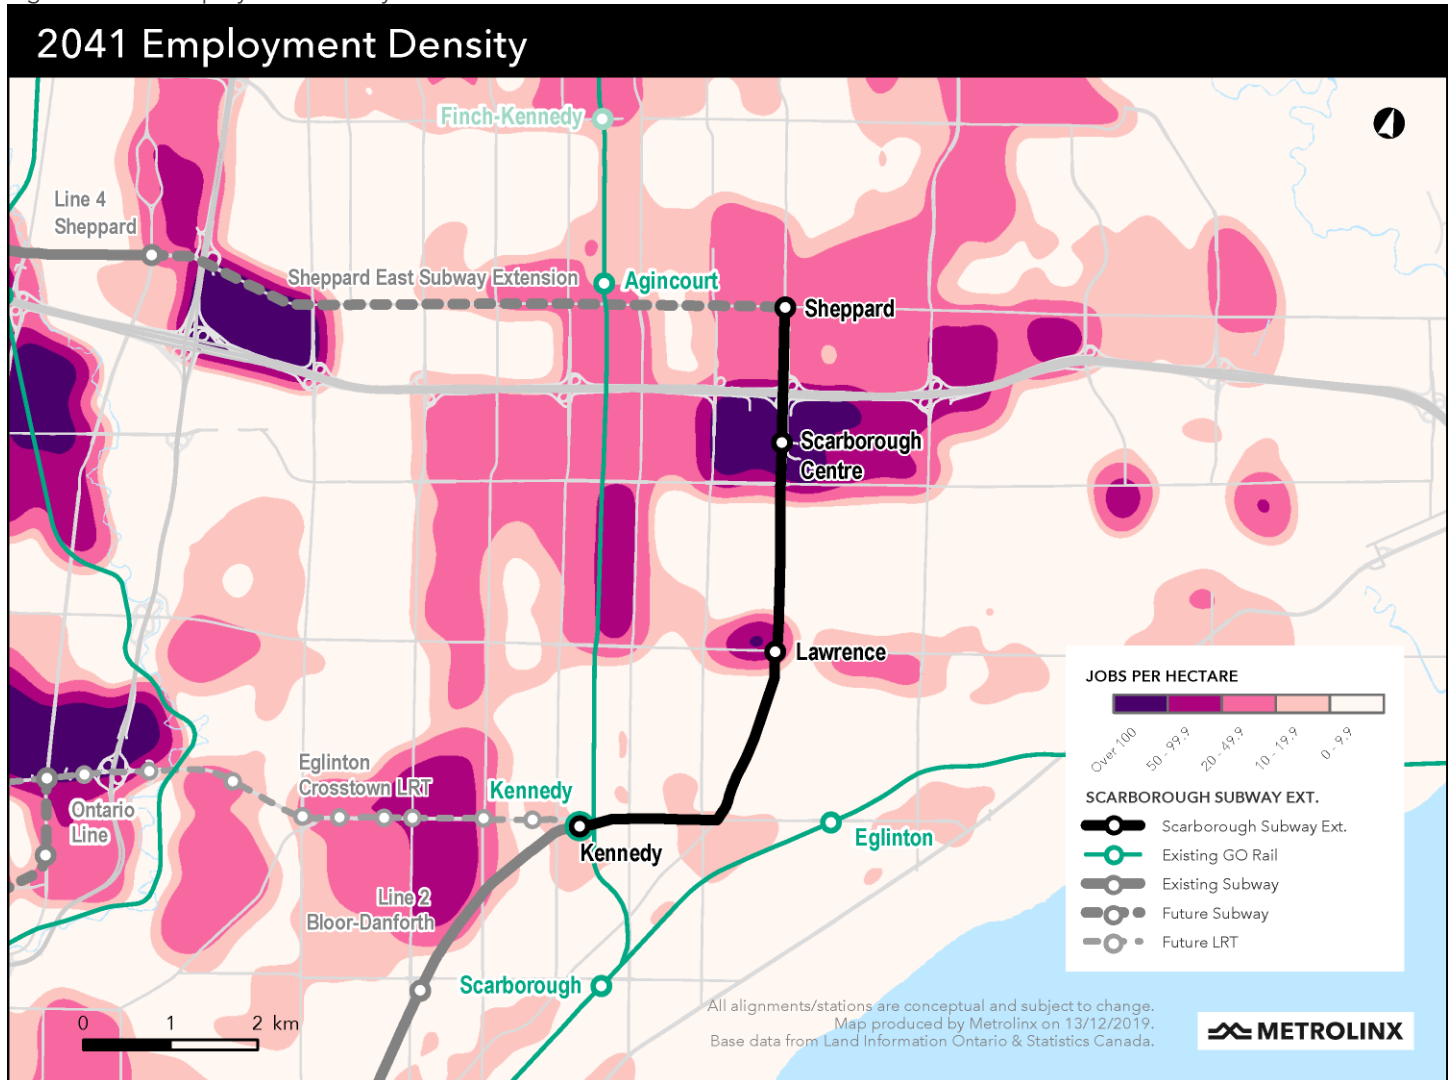 2041 Employment Density
Finch-Kennedy
Line 4
Sheppard
Sheppard East Subway Extension
Agincourt
Sheppard
Scarborough
Centre
Lawrence
Eglinton
Crosstown LRT
Kennedy
Kennedy
Ontario
Line
Line 2
Bloor-Danforth
Eglinton
Scarborough
JOBS PER HECTARE
Over 100
50 - 99.9
20 - 49.9
10 - 19.9
0 - 9.9
SCARBOROUGH SUBWAY EXT.
Scarborough Subway Ext.
Existing GO Rail
Existing Subway
Future Subway
Future LRT
0 1 2 km
All alignments/stations are conceptual and subject to change.
Map produced by Metrolinx on 13/12/2019.
Base data from Land Information Ontario & Statistics Canada.
METROLINX